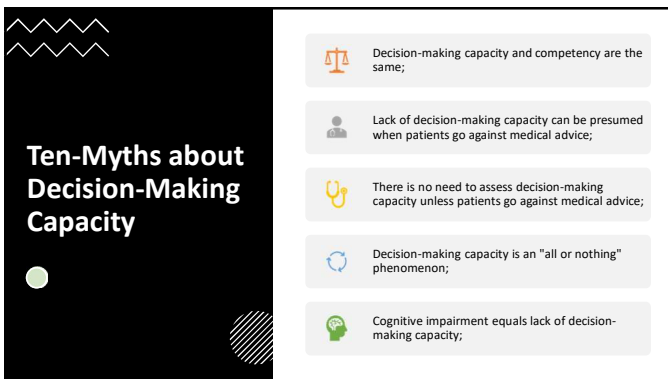 Ten-Myths about
Decision-Making
Capacity
Decision-making capacity and competency are the
same;
Lack of decision-making capacity can be presumed
when patients go against medical advice;
There is no need to assess decision-making
capacity unless patients go against medical advice;
Decision-making capacity is an "all or nothing"
phenomenon;
Cognitive impairment equals lack of decision-
making capacity;